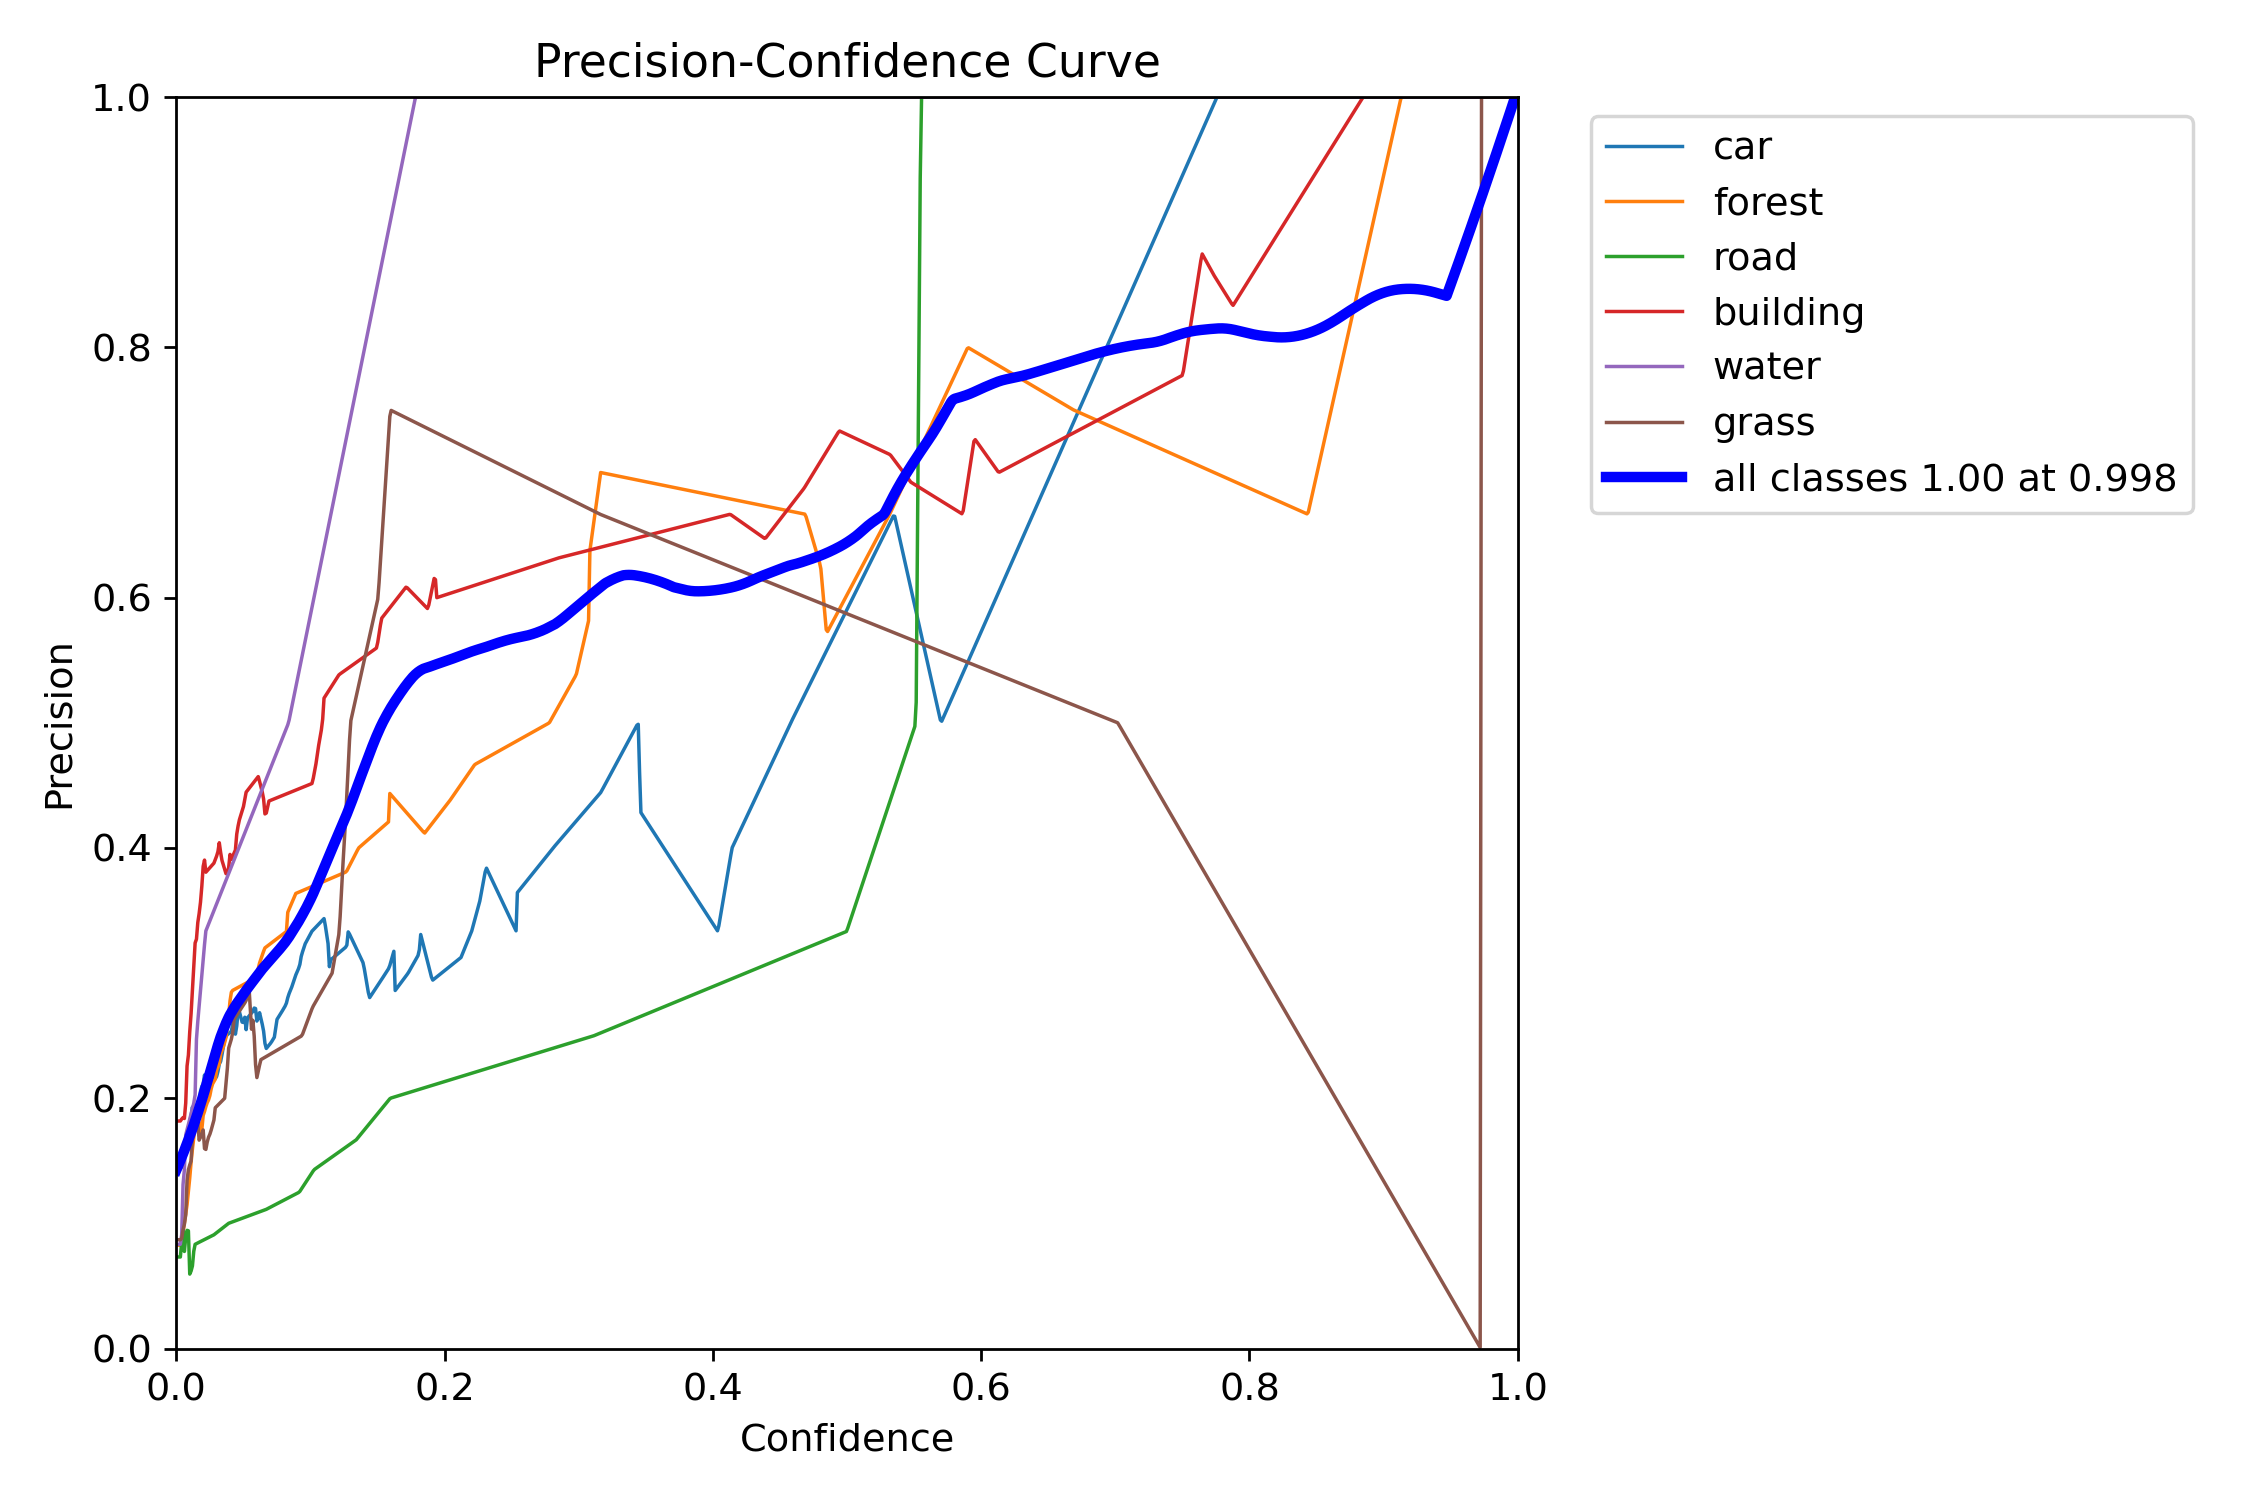 Precision-Confidence Curve
1.0
0.8
0.6
0.4
0.2
0.0
Precision
0.0 0.2 0.4 0.6 0.8 1.0
Confidence
car
forest
road
building
water
grass
all classes 1.00 at 0.998